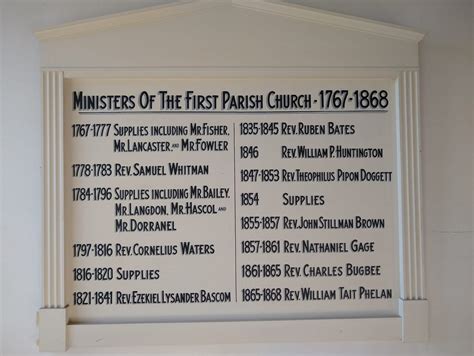 MINISTERS OF THE FIRST PARISH CHURCH - 1767-1868
1767-1777 SUPPLIES INCLUDING MR. FISHER,
MR. LANCASTER, AND MR. FOWLER
1778-1783 REV. SAMUEL WHITMAN
1784-1796 SUPPLIES INCLUDING MR. BAILEY,
MR. LANGDON, MR. HASCOL AND
MR. DORRANEL
1797-1816 REV. CORNELIUS WATERS
1816-1820 SUPPLIES
1821-1841 REV. EZEKIEL LYSANDER BASCOM
1835-1845 REV. RUBEN BATES
1846 REV. WILLIAM P. HUNTINGTON
1847-1853 REV. THEOPHILUS PIPON DOGGETT
1854 SUPPLIES
1855-1857 REV. JOHN STILLMAN BROWN
1857-1861 REV. NATHANIEL GAGE
1861-1865 REV. CHARLES BUGBEE
1865-1868 REV. WILLIAM TAIT PHELAN